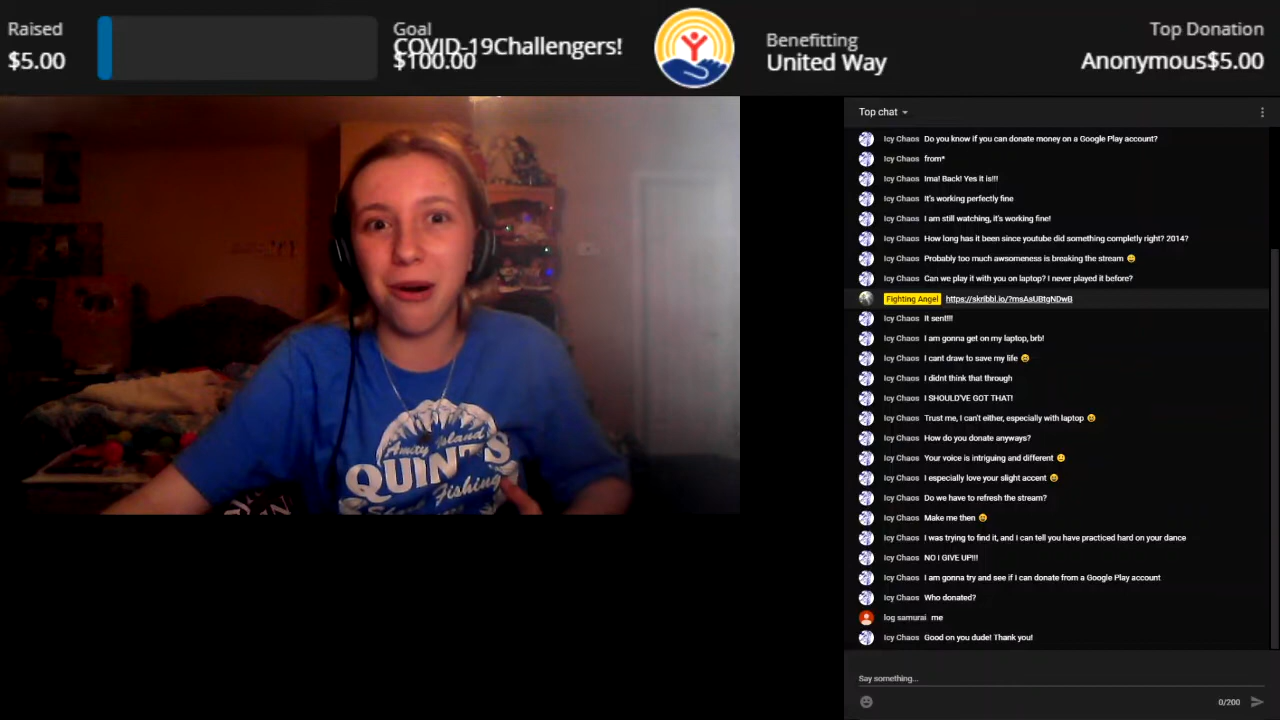 Raised
$5.00
Goal
$100.00
COVID-19Challengers!
Benefitting
United Way
Top Donation
Anonymous$5.00
Top chat
Icy Chaos Do you know if you can donate money on a Google Play account?
Icy Chaos from*
Icy Chaos Ima! Back! Yes it is!!!
Icy Chaos It's working perfectly fine
Icy Chaos I am still watching, it's working fine!
Icy Chaos How long has it been since youtube did something completly right? 2014?
Icy Chaos Probably too much awsomeness is breaking the stream
Icy Chaos Can we play it with you on laptop? I never played it before?
Fighting Angel https://skribbl.io/?msAsUBtgNDwB
Icy Chaos It sent!!!
Icy Chaos I am gonna get on my laptop, brb!
Icy Chaos I cant draw to save my life
Icy Chaos I didnt think that through
Icy Chaos I SHOULD'VE GOT THAT!
Icy Chaos Trust me, I can't either, especially with laptop
Icy Chaos How do you donate anyways?
Icy Chaos Your voice is intriguing and different
Icy Chaos I especially love your slight accent
Icy Chaos Do we have to refresh the stream?
Icy Chaos Make me then
Icy Chaos I was trying to find it, and I can tell you have practiced hard on your dance
Icy Chaos NO I GIVE UP!!!
Icy Chaos I am gonna try and see if I can donate from a Google Play account
Icy Chaos Who donated?
log samurai me
Icy Chaos Good on you dude! Thank you!
Say something...
0/200
Amity Island
QUINT'S
Fishing